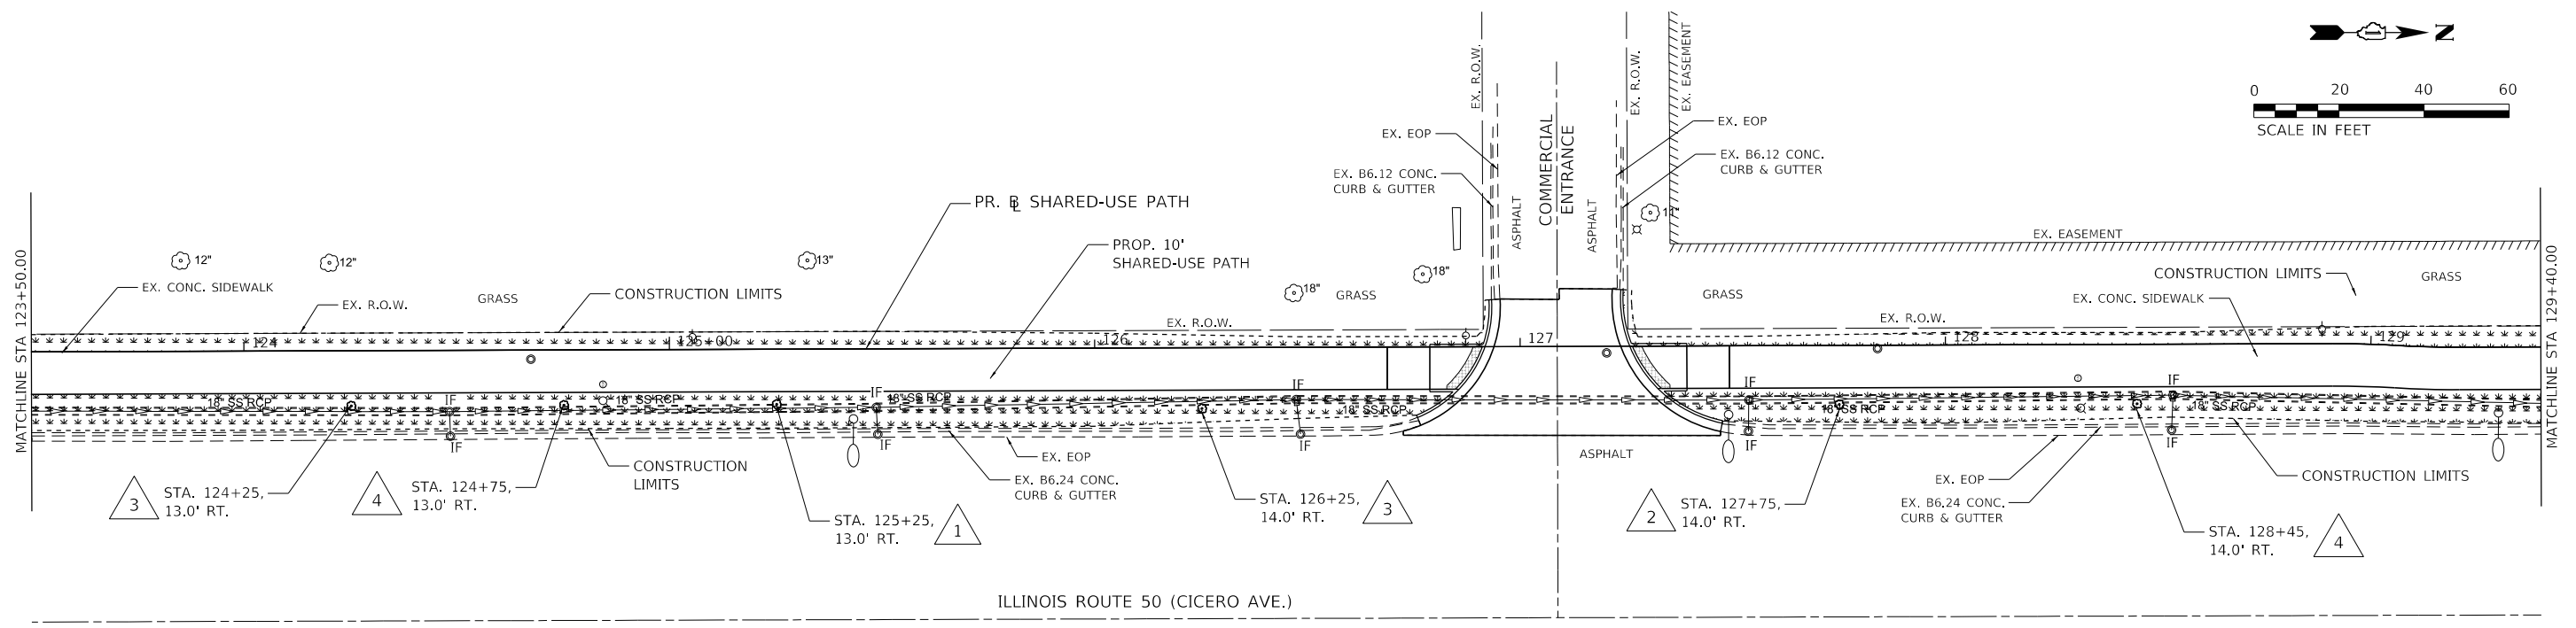 N
0 20 40 60
SCALE IN FEET
EX. R.O.W.
EX. R.O.W.
EX. EASEMENT
EX. EOP
EX. EOP
EX. B6.12 CONC.
CURB & GUTTER
EX. B6.12 CONC.
CURB & GUTTER
COMMERCIAL
ENTRANCE
ASPHALT
ASPHALT
PR. BL SHARED-USE PATH
PROP. 10'
SHARED-USE PATH
11"
EX. EASEMENT
12"
12"
13"
18"
18"
MATCHLINE STA 123+50.00
EX. CONC. SIDEWALK
EX. R.O.W.
GRASS
CONSTRUCTION LIMITS
GRASS
EX. R.O.W.
GRASS
EX. R.O.W.
EX. CONC. SIDEWALK
CONSTRUCTION LIMITS
GRASS
MATCHLINE STA 129+40.00
124
125+00
126
127
128
129
18" SS RCP
IF
18" SS RCP
IF
18" SS RCP
IF
18" SS RCP
IF
18" SS RCP
IF
18" SS RCP
IF
IF
IF
IF
3
STA. 124+25,
13.0' RT.
4
STA. 124+75,
13.0' RT.
CONSTRUCTION
LIMITS
STA. 125+25,
13.0' RT.
1
EX. EOP
EX. B6.24 CONC.
CURB & GUTTER
STA. 126+25,
14.0' RT.
3
ASPHALT
2
STA. 127+75,
14.0' RT.
EX. EOP
EX. B6.24 CONC.
CURB & GUTTER
CONSTRUCTION LIMITS
STA. 128+45,
14.0' RT.
4
ILLINOIS ROUTE 50 (CICERO AVE.)